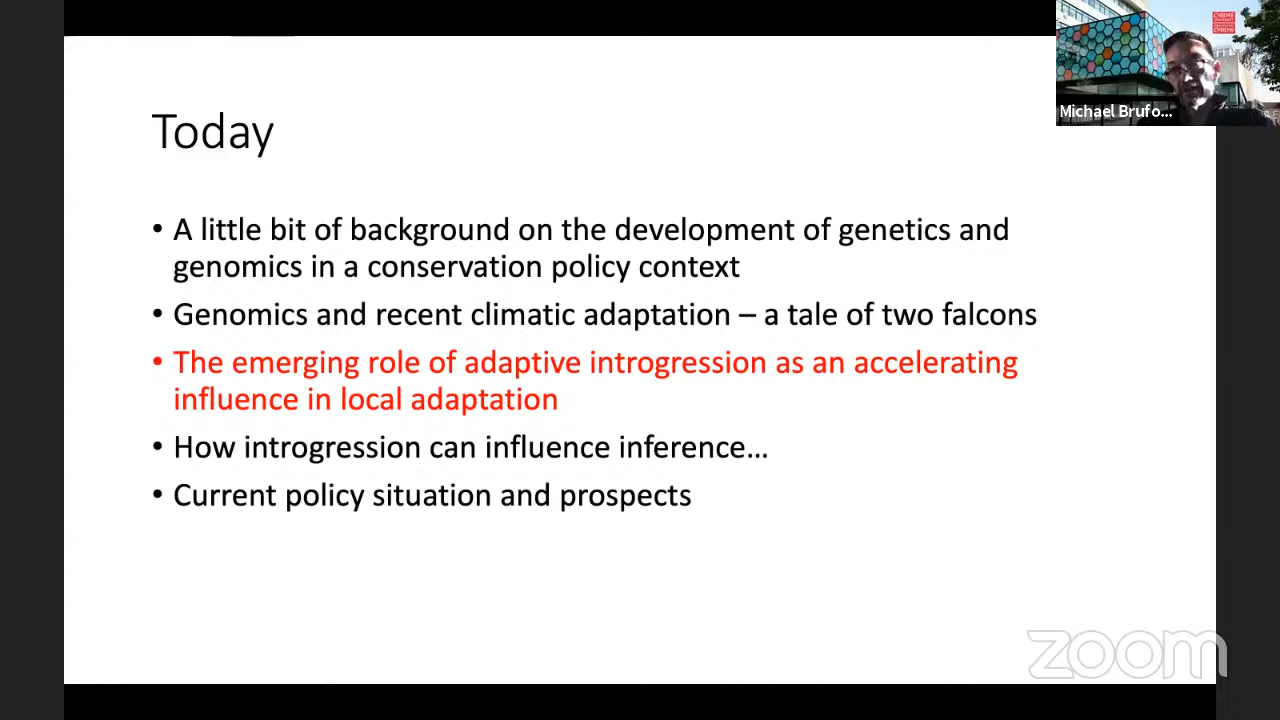 Michael Brufo...
Today
• A little bit of background on the development of genetics and
genomics in a conservation policy context
• Genomics and recent climatic adaptation – a tale of two falcons
• The emerging role of adaptive introgression as an accelerating
influence in local adaptation
• How introgression can influence inference…
• Current policy situation and prospects
zoom